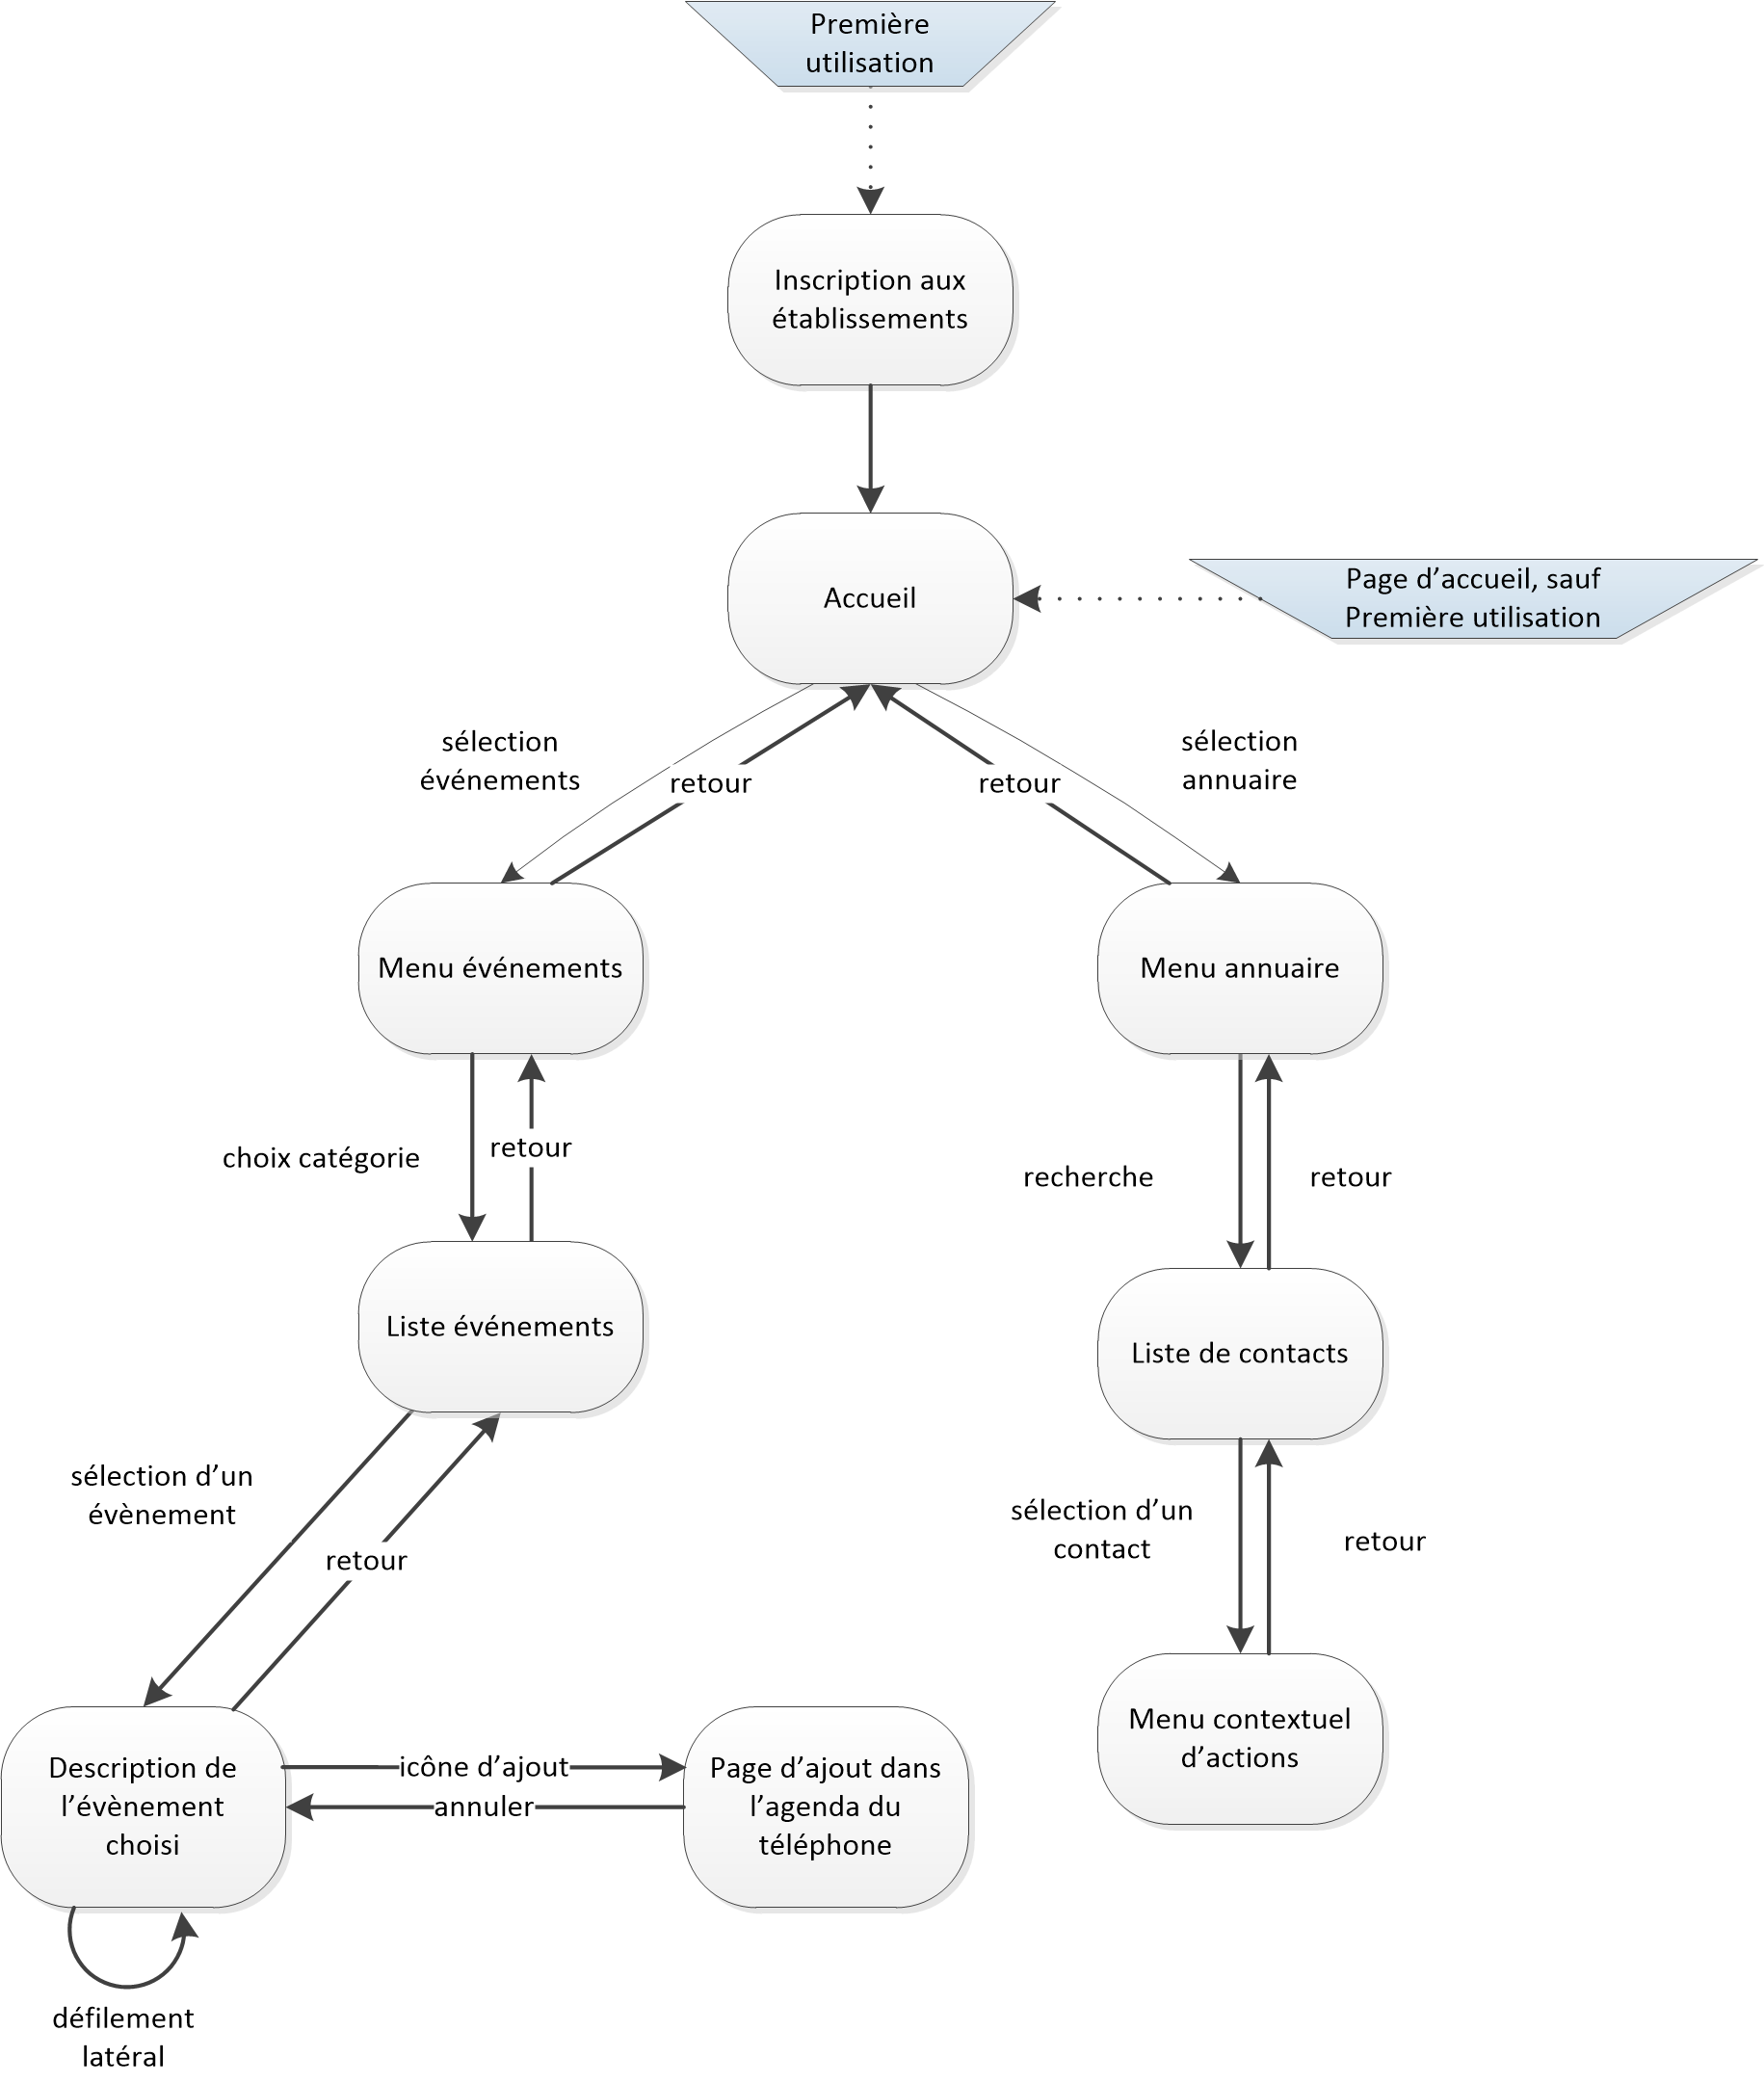 Première
utilisation
Inscription aux
établissements
Accueil
Page d’accueil, sauf
Première utilisation
sélection
événements
retour
retour
sélection
annuaire
Menu événements
Menu annuaire
choix catégorie
retour
recherche
retour
Liste événements
Liste de contacts
sélection d’un
évènement
retour
sélection d’un
contact
retour
Description de
l’évènement
choisi
icône d’ajout
annuler
Page d’ajout dans
l’agenda du
téléphone
Menu contextuel
d’actions
défilement
latéral